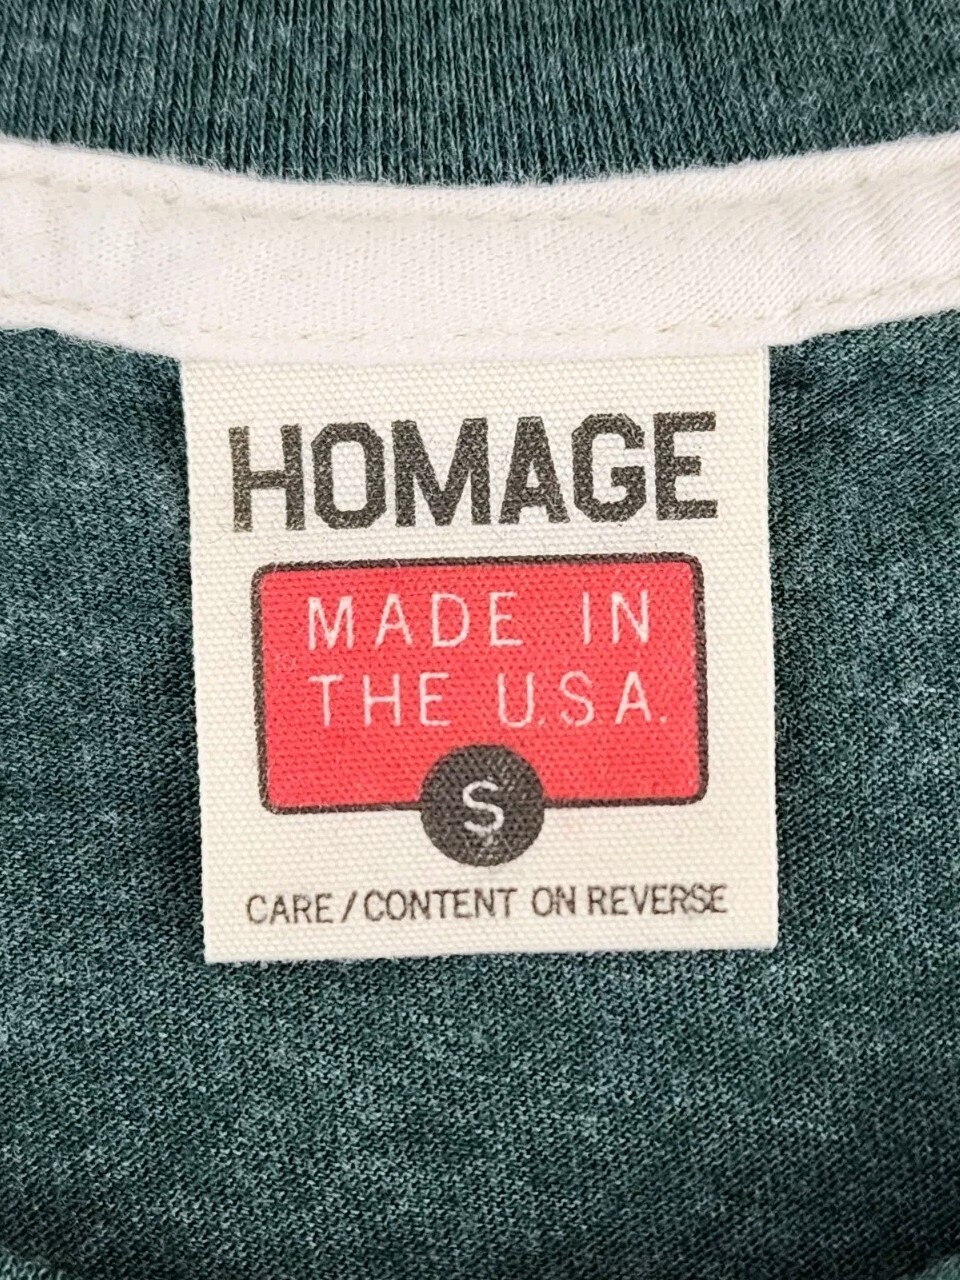 HOMAGE
MADE IN
THE U.S.A.
S
CARE/CONTENT ON REVERSE